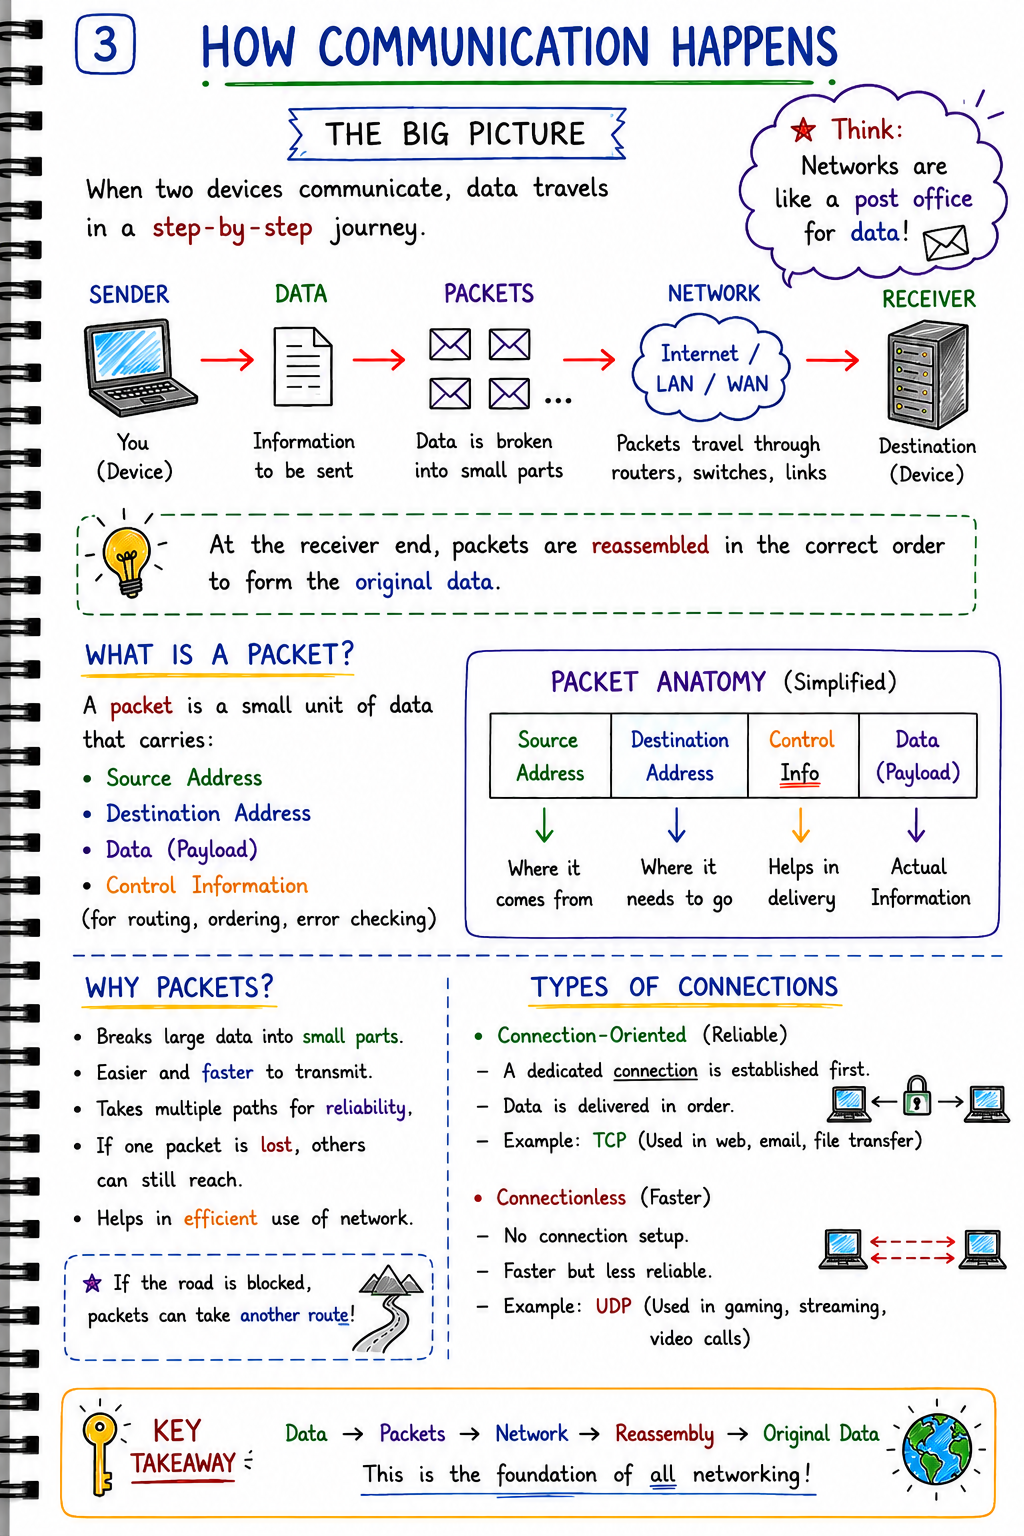 3
HOW COMMUNICATION HAPPENS
THE BIG PICTURE
When two devices communicate, data travels
in a step-by-step journey.
Think:
Networks are
like a post office
for data!
SENDER
You
(Device)
DATA
Information
to be sent
PACKETS
...
Data is broken
into small parts
NETWORK
Internet /
LAN / WAN
Packets travel through
routers, switches, links
RECEIVER
Destination
(Device)
At the receiver end, packets are reassembled in the correct order
to form the original data.
WHAT IS A PACKET?
A packet is a small unit of data
that carries:
• Source Address
• Destination Address
• Data (Payload)
• Control Information
(for routing, ordering, error checking)
PACKET ANATOMY (Simplified)
Source
Address
Destination
Address
Control
Info
Data
(Payload)
Where it
comes from
Where it
needs to go
Helps in
delivery
Actual
Information
WHY PACKETS?
• Breaks large data into small parts.
• Easier and faster to transmit.
• Takes multiple paths for reliability,
• If one packet is lost, others
can still reach.
• Helps in efficient use of network.
If the road is blocked,
packets can take another route!
TYPES OF CONNECTIONS
• Connection-Oriented (Reliable)
– A dedicated connection is established first.
– Data is delivered in order.
– Example: TCP (Used in web, email, file transfer)
• Connectionless (Faster)
– No connection setup.
– Faster but less reliable.
– Example: UDP (Used in gaming, streaming,
video calls)
KEY
TAKEAWAY
Data → Packets → Network → Reassembly → Original Data
This is the foundation of all networking!